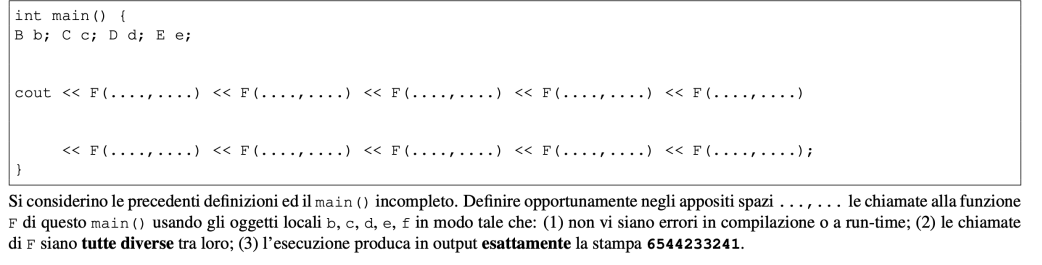 int main() {
B b; C c; D d; E e;
cout << F(....,....) << F(....,....) << F(....,....) << F(....,....) << F(....,....)
<< F(....,....) << F(....,....) << F(....,....) << F(....,....) << F(....,....);
}
Si considerino le precedenti definizioni ed il main() incompleto. Definire opportunamente negli appositi spazi ...,... le chiamate alla funzione
F di questo main() usando gli oggetti locali b, c, d, e, f in modo tale che: (1) non vi siano errori in compilazione o a run-time; (2) le chiamate
di F siano tutte diverse tra loro; (3) l'esecuzione produca in output esattamente la stampa 6544233241.